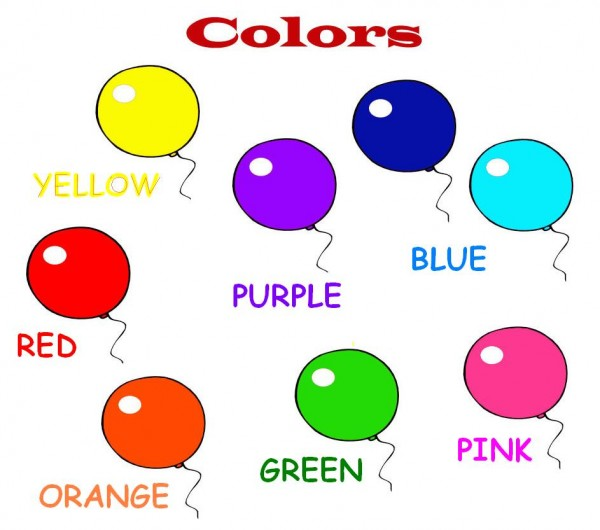 Colors
YELLOW
BLUE
PURPLE
RED
PINK
GREEN
ORANGE